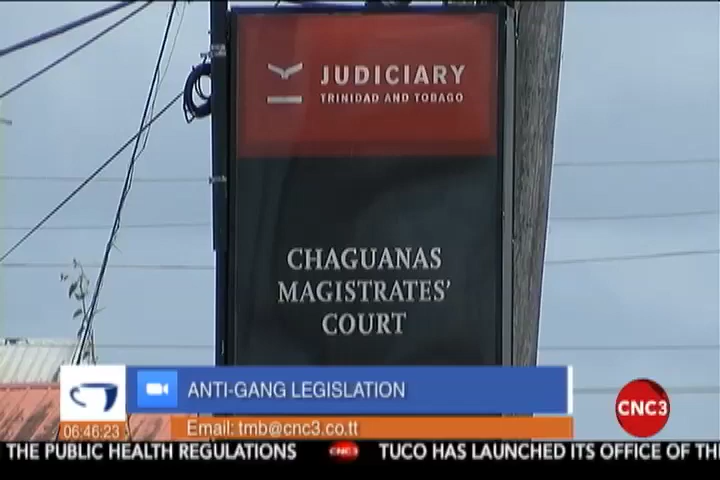 JUDICIARY
TRINIDAD AND TOBAGO
CHAGUANAS
MAGISTRATES'
COURT
ANTI-GANG LEGISLATION
CNC3
06:46:23
Email: tmb@cnc3.co.tt
THE PUBLIC HEALTH REGULATIONS CNC3 TUCO HAS LAUNCHED ITS OFFICE OF TH